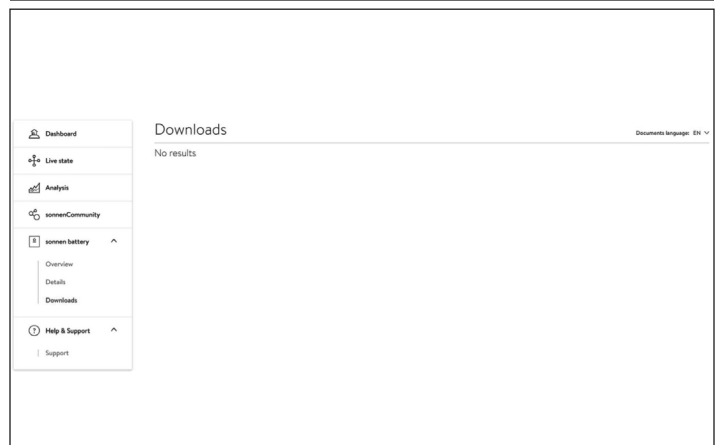 Dashboard
Live state
Analysis
sonnenCommunity
sonnen battery
Overview
Details
Downloads
Help & Support
Support
Downloads
Documents language: EN
No results